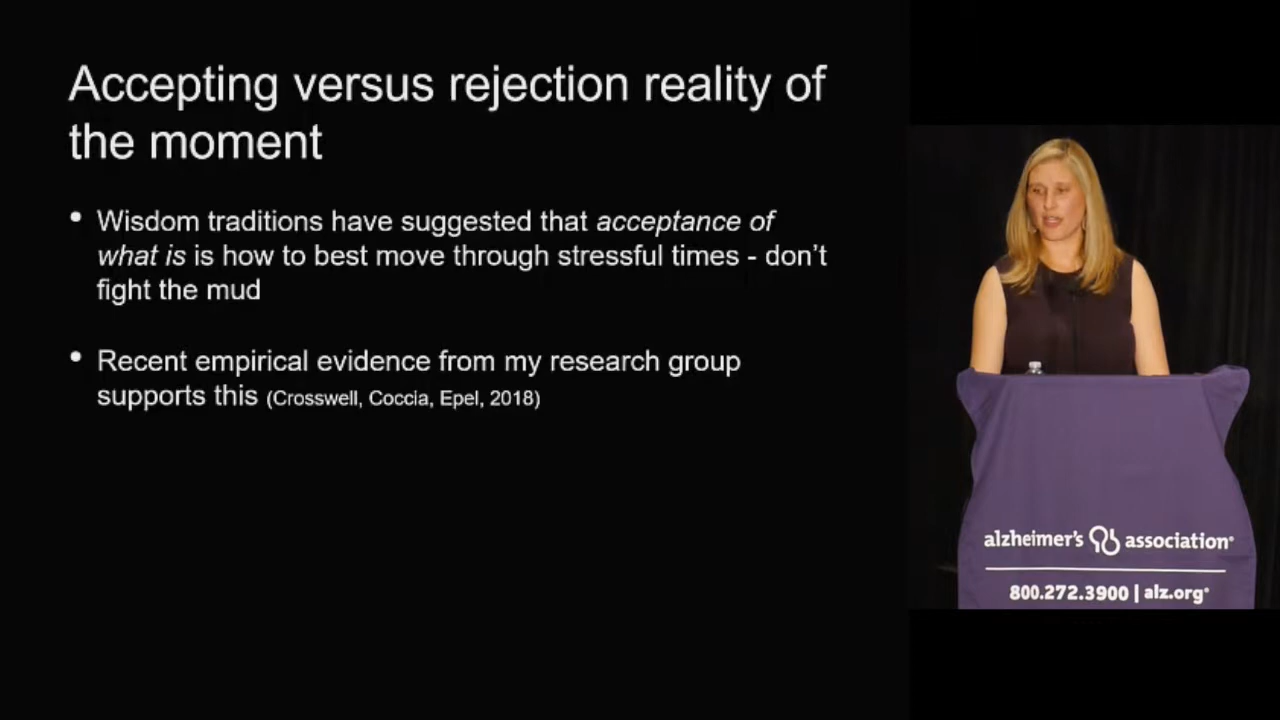 Accepting versus rejection reality of
the moment
• Wisdom traditions have suggested that acceptance of
what is is how to best move through stressful times - don’t
fight the mud
• Recent empirical evidence from my research group
supports this (Crosswell, Coccia, Epel, 2018)
alzheimer's association®
800.272.3900 | alz.org®